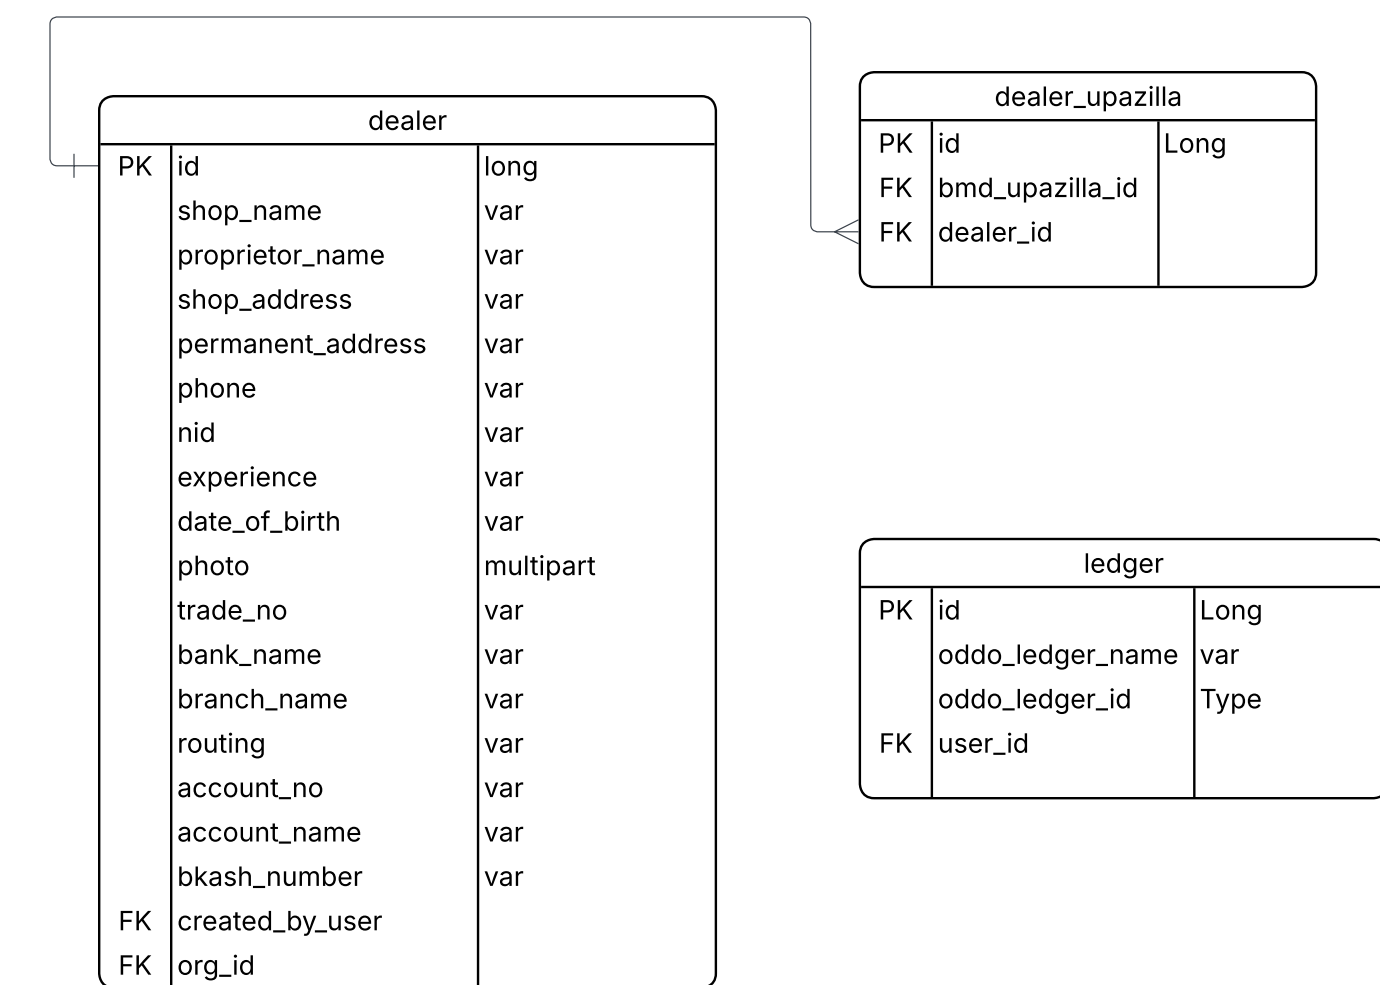 dealer
PK id long
shop_name var
proprietor_name var
shop_address var
permanent_address var
phone var
nid var
experience var
date_of_birth var
photo multipart
trade_no var
bank_name var
branch_name var
routing var
account_no var
account_name var
bkash_number var
FK created_by_user
FK org_id
dealer_upazilla
PK id Long
FK bmd_upazilla_id
FK dealer_id
ledger
PK id Long
oddo_ledger_name var
oddo_ledger_id Type
FK user_id